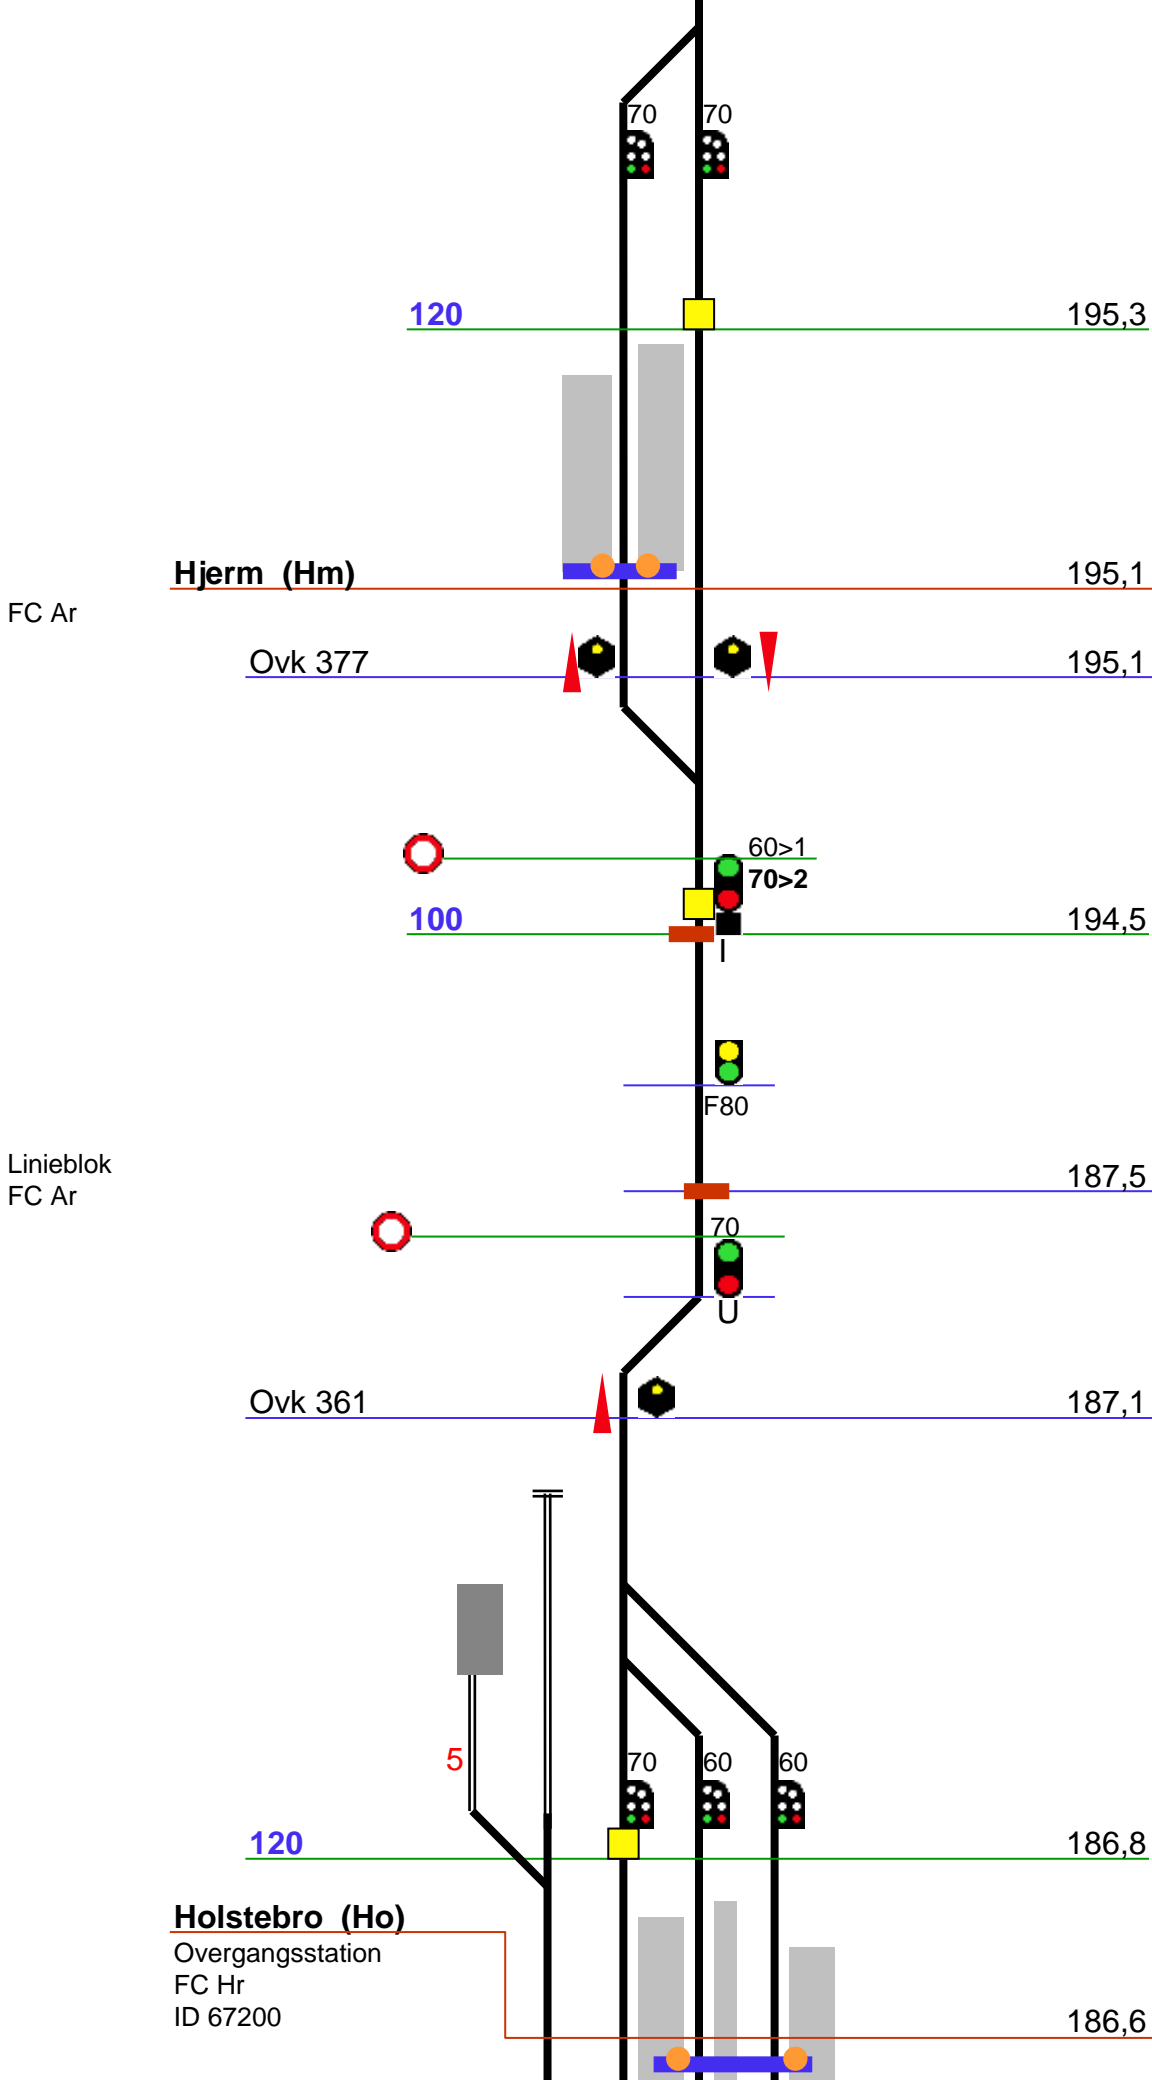 70 70
120 195,3
Hjerm (Hm) 195,1
FC Ar
Ovk 377 195,1
60>1
70>2
100 194,5
I
F80
Linieblok
187,5
FC Ar
70
U
Ovk 361 187,1
5 70 60 60
120 186,8
Holstebro (Ho)
Overgangsstation
FC Hr
ID 67200 186,6